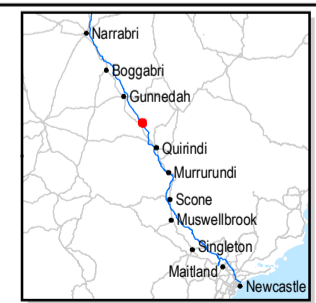 Narrabri
Boggabri
Gunnedah
Quirindi
Murrurundi
Scone
Muswellbrook
Singleton
Maitland
Newcastle